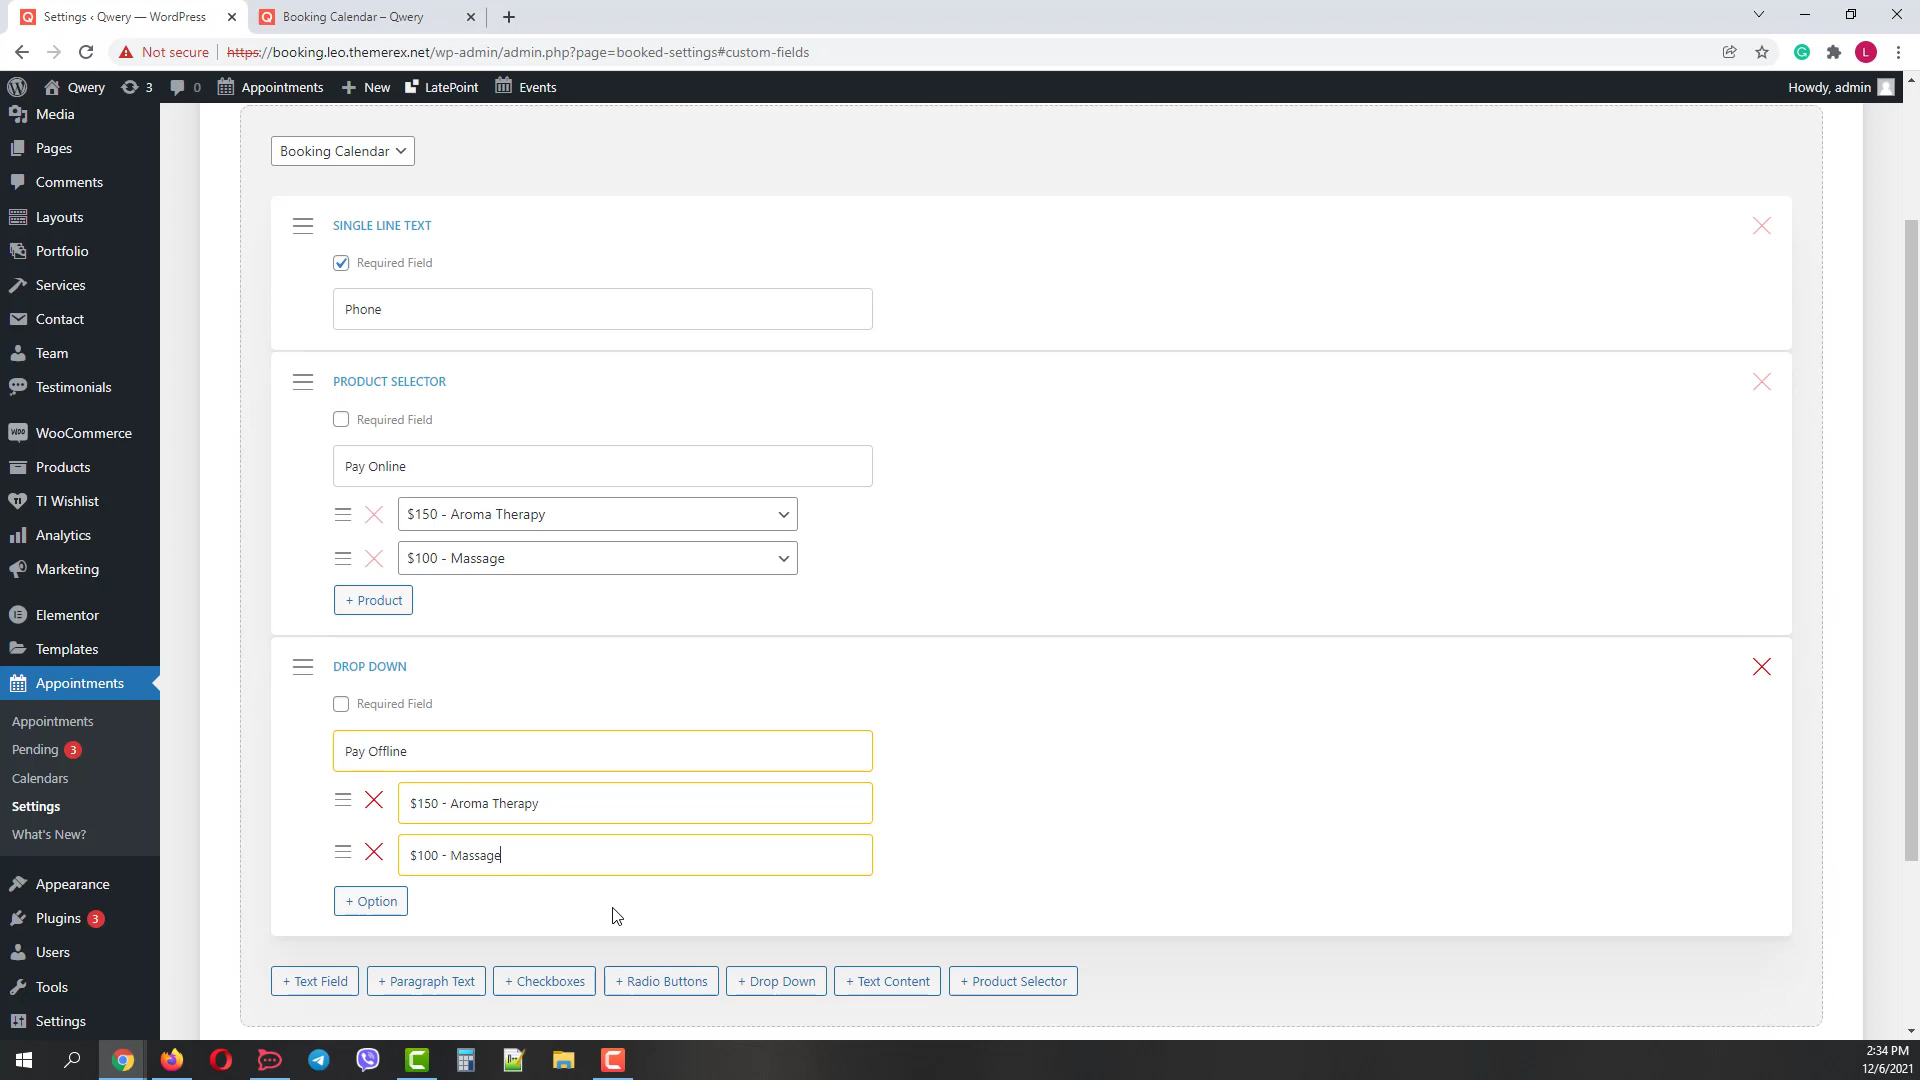 Settings ‹ Qwery — WordPress
Booking Calendar – Qwery
Not secure
https://booking.leo.themerex.net/wp-admin/admin.php?page=booked-settings#custom-fields
L
Qwery
3
0
Appointments
New
LatePoint
Events
Howdy, admin
Media
Pages
Comments
Layouts
Portfolio
Services
Contact
Team
Testimonials
WooCommerce
Products
TI Wishlist
Analytics
Marketing
Elementor
Templates
Appointments
Appointments
Pending 3
Calendars
Settings
What's New?
Appearance
Plugins 3
Users
Tools
Settings
Booking Calendar
SINGLE LINE TEXT
Required Field
Phone
PRODUCT SELECTOR
Required Field
Pay Online
$150 - Aroma Therapy
$100 - Massage
+ Product
DROP DOWN
Required Field
Pay Offline
$150 - Aroma Therapy
$100 - Massage
+ Option
+ Text Field
+ Paragraph Text
+ Checkboxes
+ Radio Buttons
+ Drop Down
+ Text Content
+ Product Selector
2:34 PM
12/6/2021